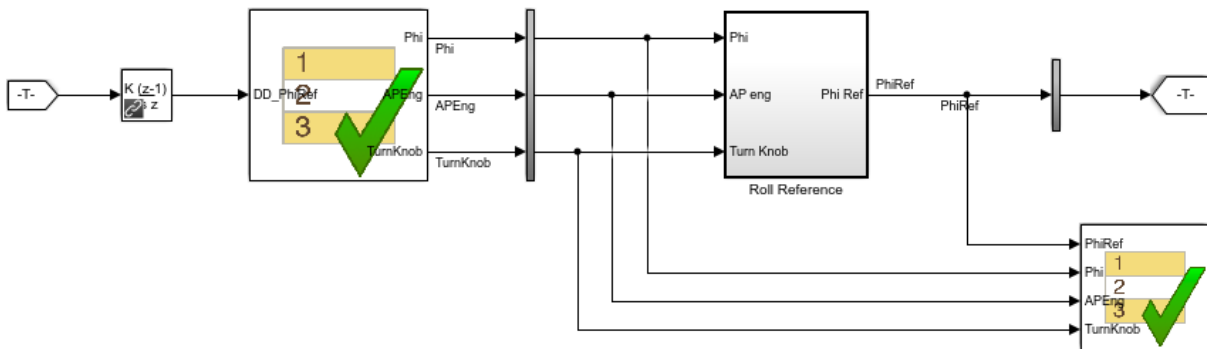 -T-
K (z-1)
s z
DD_PhiRef
1
2
3
Phi
APEng
TurnKnob
Phi
APEng
TurnKnob
Phi
AP eng
Turn Knob
Phi Ref
Roll Reference
PhiRef
PhiRef
-T-
PhiRef
Phi
APEng
TurnKnob
1
2
3